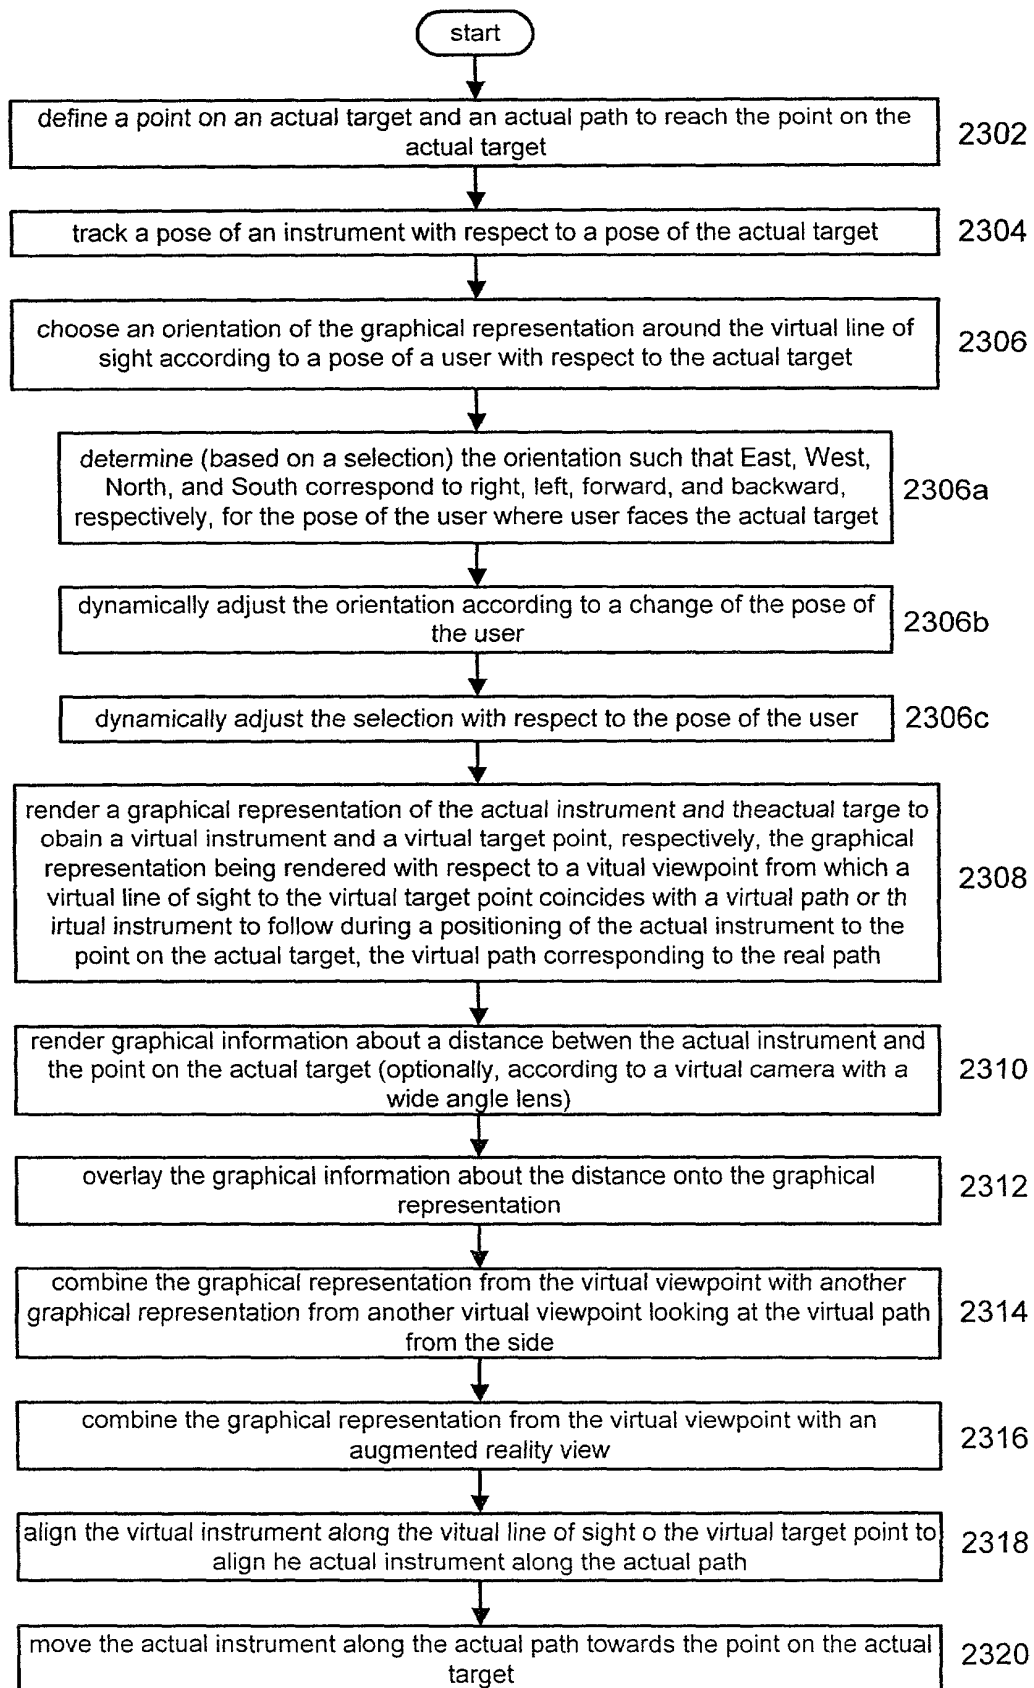 start
define a point on an actual target and an actual path to reach the point on the
actual target
2302
track a pose of an instrument with respect to a pose of the actual target
2304
choose an orientation of the graphical representation around the virtual line of
sight according to a pose of a user with respect to the actual target
2306
determine (based on a selection) the orientation such that East, West,
North, and South correspond to right, left, forward, and backward,
respectively, for the pose of the user where user faces the actual target
2306a
dynamically adjust the orientation according to a change of the pose of
the user
2306b
dynamically adjust the selection with respect to the pose of the user
2306c
render a graphical representation of the actual instrument and theactual targe to
obain a virtual instrument and a virtual target point, respectively, the graphical
representation being rendered with respect to a vitual viewpoint from which a
virtual line of sight to the virtual target point coincides with a virtual path or th
irtual instrument to follow during a positioning of the actual instrument to the
point on the actual target, the virtual path corresponding to the real path
2308
render graphical information about a distance betwen the actual instrument and
the point on the actual target (optionally, according to a virtual camera with a
wide angle lens)
2310
overlay the graphical information about the distance onto the graphical
representation
2312
combine the graphical representation from the virtual viewpoint with another
graphical representation from another virtual viewpoint looking at the virtual path
from the side
2314
combine the graphical representation from the virtual viewpoint with an
augmented reality view
2316
align the virtual instrument along the vitual line of sight o the virtual target point to
align he actual instrument along the actual path
2318
move the actual instrument along the actual path towards the point on the actual
target
2320